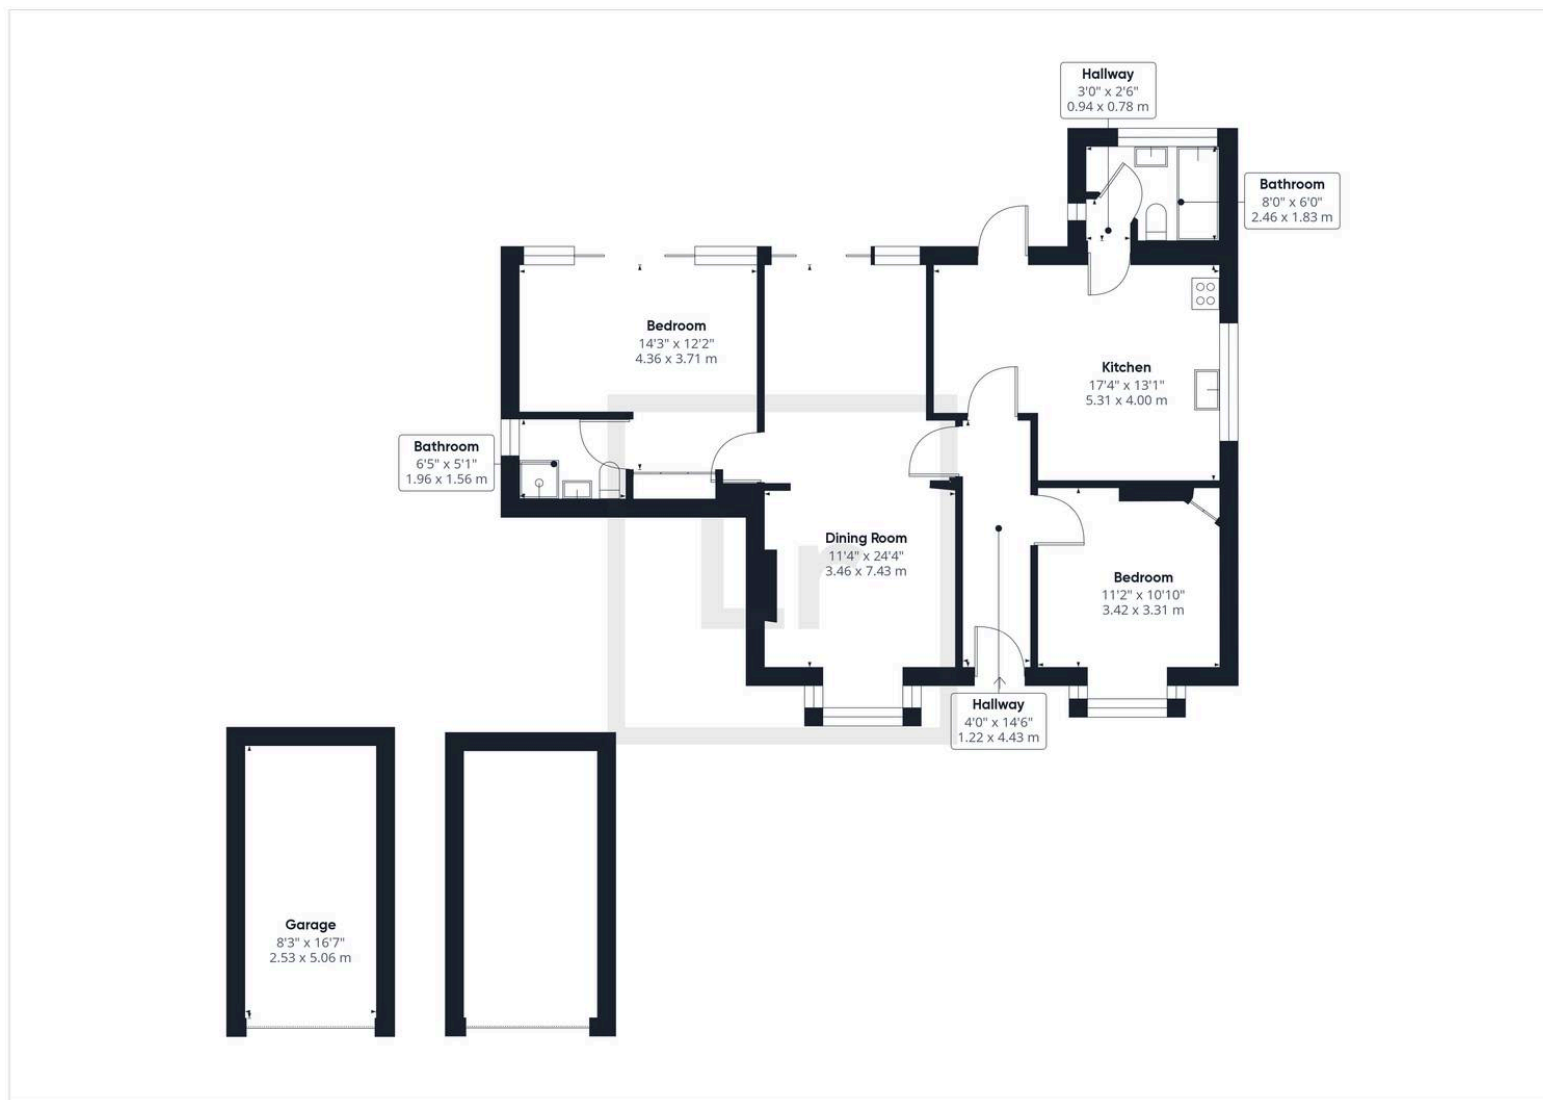 Hallway
3'0" x 2'6"
0.94 x 0.78 m
Bathroom
8'0" x 6'0"
2.46 x 1.83 m
Bedroom
14'3" x 12'2"
4.36 x 3.71 m
Kitchen
17'4" x 13'1"
5.31 x 4.00 m
Bathroom
6'5" x 5'1"
1.96 x 1.56 m
Dining Room
11'4" x 24'4"
3.46 x 7.43 m
Bedroom
11'2" x 10'10"
3.42 x 3.31 m
Hallway
4'0" x 14'6"
1.22 x 4.43 m
Garage
8'3" x 16'7"
2.53 x 5.06 m
Lr